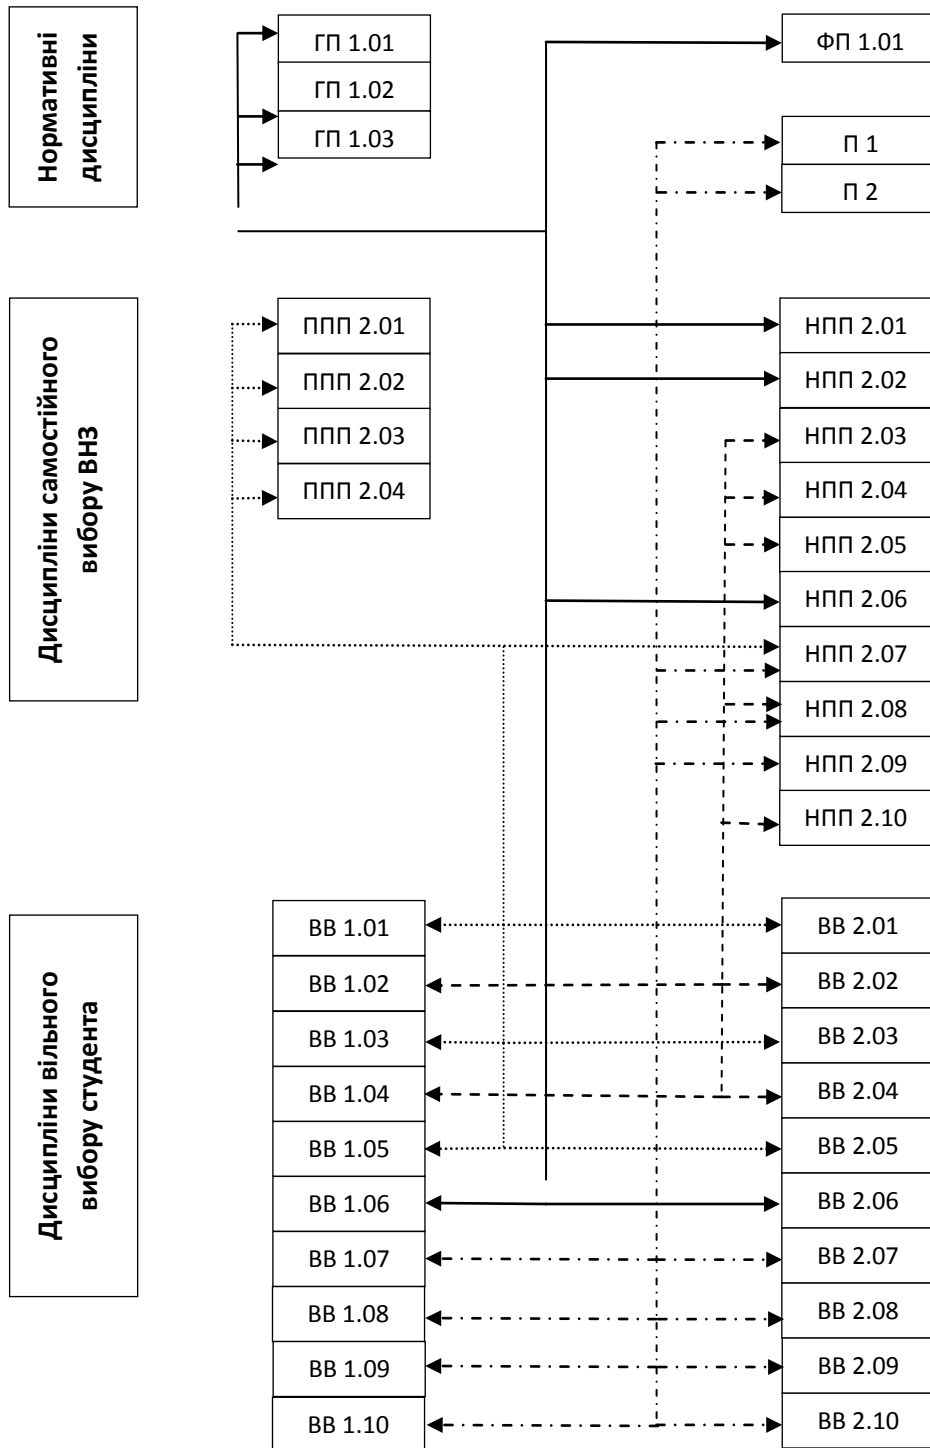 Нормативні
дисципліни
ГП 1.01
ГП 1.02
ГП 1.03
ФП 1.01
П 1
П 2
Дисципліни самостійного
вибору ВНЗ
ППП 2.01
ППП 2.02
ППП 2.03
ППП 2.04
НПП 2.01
НПП 2.02
НПП 2.03
НПП 2.04
НПП 2.05
НПП 2.06
НПП 2.07
НПП 2.08
НПП 2.09
НПП 2.10
Дисципліни вільного
вибору студента
ВВ 1.01
ВВ 1.02
ВВ 1.03
ВВ 1.04
ВВ 1.05
ВВ 1.06
ВВ 1.07
ВВ 1.08
ВВ 1.09
ВВ 1.10
ВВ 2.01
ВВ 2.02
ВВ 2.03
ВВ 2.04
ВВ 2.05
ВВ 2.06
ВВ 2.07
ВВ 2.08
ВВ 2.09
ВВ 2.10